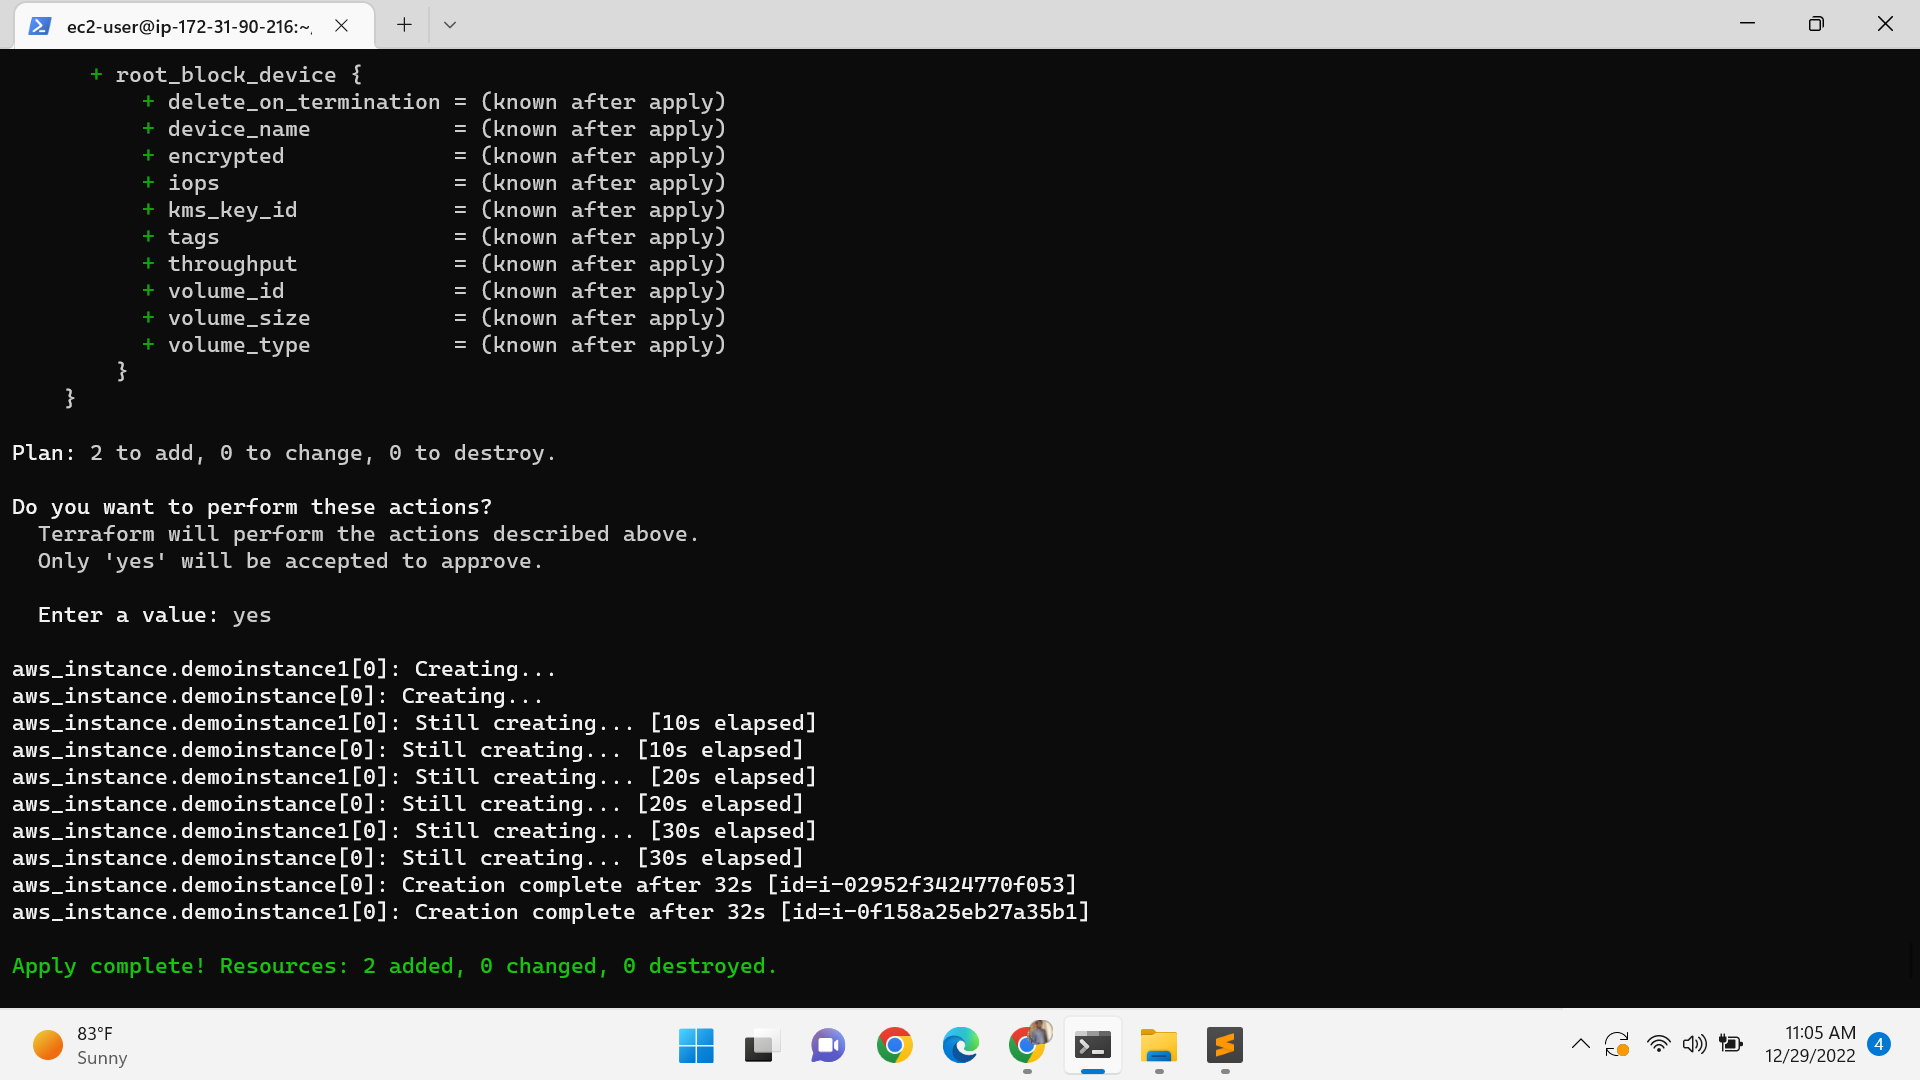 ec2-user@ip-172-31-90-216:~
+ root_block_device {
+ delete_on_termination = (known after apply)
+ device_name = (known after apply)
+ encrypted = (known after apply)
+ iops = (known after apply)
+ kms_key_id = (known after apply)
+ tags = (known after apply)
+ throughput = (known after apply)
+ volume_id = (known after apply)
+ volume_size = (known after apply)
+ volume_type = (known after apply)
}
}
Plan: 2 to add, 0 to change, 0 to destroy.
Do you want to perform these actions?
Terraform will perform the actions described above.
Only 'yes' will be accepted to approve.
Enter a value: yes
aws_instance.demoinstance1[0]: Creating...
aws_instance.demoinstance[0]: Creating...
aws_instance.demoinstance1[0]: Still creating... [10s elapsed]
aws_instance.demoinstance[0]: Still creating... [10s elapsed]
aws_instance.demoinstance1[0]: Still creating... [20s elapsed]
aws_instance.demoinstance[0]: Still creating... [20s elapsed]
aws_instance.demoinstance1[0]: Still creating... [30s elapsed]
aws_instance.demoinstance[0]: Still creating... [30s elapsed]
aws_instance.demoinstance[0]: Creation complete after 32s [id=i-02952f3424770f053]
aws_instance.demoinstance1[0]: Creation complete after 32s [id=i-0f158a25eb27a35b1]
Apply complete! Resources: 2 added, 0 changed, 0 destroyed.
83°F
Sunny
11:05 AM
12/29/2022
4